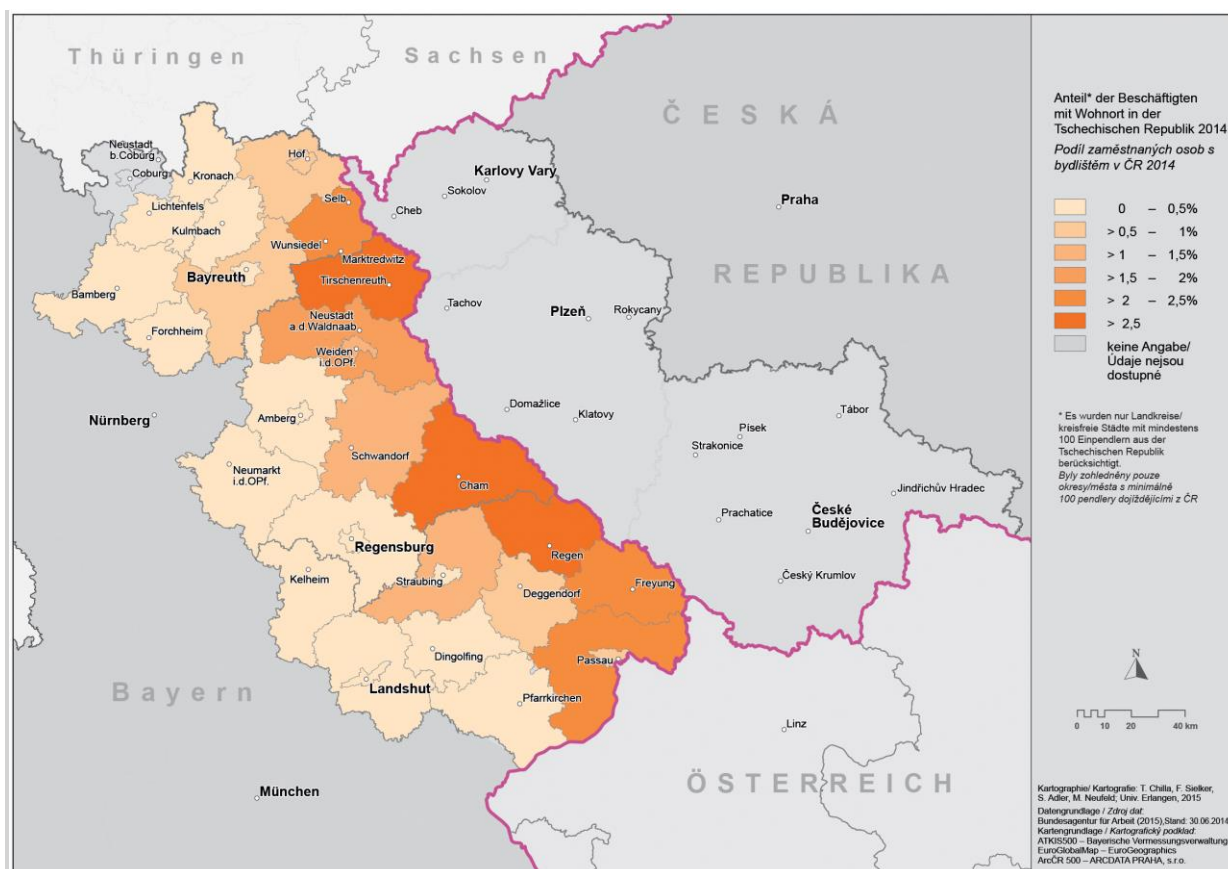 Thüringen
Sachsen
ČESKÁ
REPUBLIKA
Bayern
ÖSTERREICH
Neustadt
b.Coburg
Coburg
Kronach
Hof
Lichtenfels
Kulmbach
Selb
Wunsiedel
Marktredwitz
Bayreuth
Tirschenreuth
Bamberg
Forchheim
Neustadt
a.d.Waldnaab
Weiden
i.d.OPf.
Nürnberg
Amberg
Schwandorf
Neumarkt
i.d.OPf.
Cham
Regensburg
Regen
Kelheim
Straubing
Deggendorf
Freyung
Dingolfing
Passau
Landshut
Pfarrkirchen
München
Karlovy Vary
Sokolov
Cheb
Praha
Tachov
Plzeň
Rokycany
Domažlice
Klatovy
Tábor
Písek
Strakonice
Jindřichův Hradec
Prachatice
České
Budějovice
Český Krumlov
Linz
Anteil* der Beschäftigten
mit Wohnort in der
Tschechischen Republik 2014
Podíl zaměstnaných osob s
bydlištěm v ČR 2014
0 – 0,5%
> 0,5 – 1%
> 1 – 1,5%
> 1,5 – 2%
> 2 – 2,5%
> 2,5
keine Angabe/
Údaje nejsou
dostupné
* Es wurden nur Landkreise/
kreisfreie Städte mit mindestens
100 Einpendlern aus der
Tschechischen Republik
berücksichtigt.
Byly zohledněny pouze
okresy/města s minimálně
100 pendlery dojíždějícími z ČR
N
0 10 20 40 km
Kartographie/ Kartografie: T. Chilla, F. Sielker,
S. Adler, M. Neufeld; Univ. Erlangen, 2015
Datengrundlage / Zdroj dat:
Bundesagentur für Arbeit (2015),Stand: 30.06.2014
Kartengrundlage / Kartografický podklad:
ATKIS500 – Bayerische Vermessungsverwaltung
EuroGlobalMap – EuroGeographics
ArcČR 500 – ARCDATA PRAHA, s.r.o.